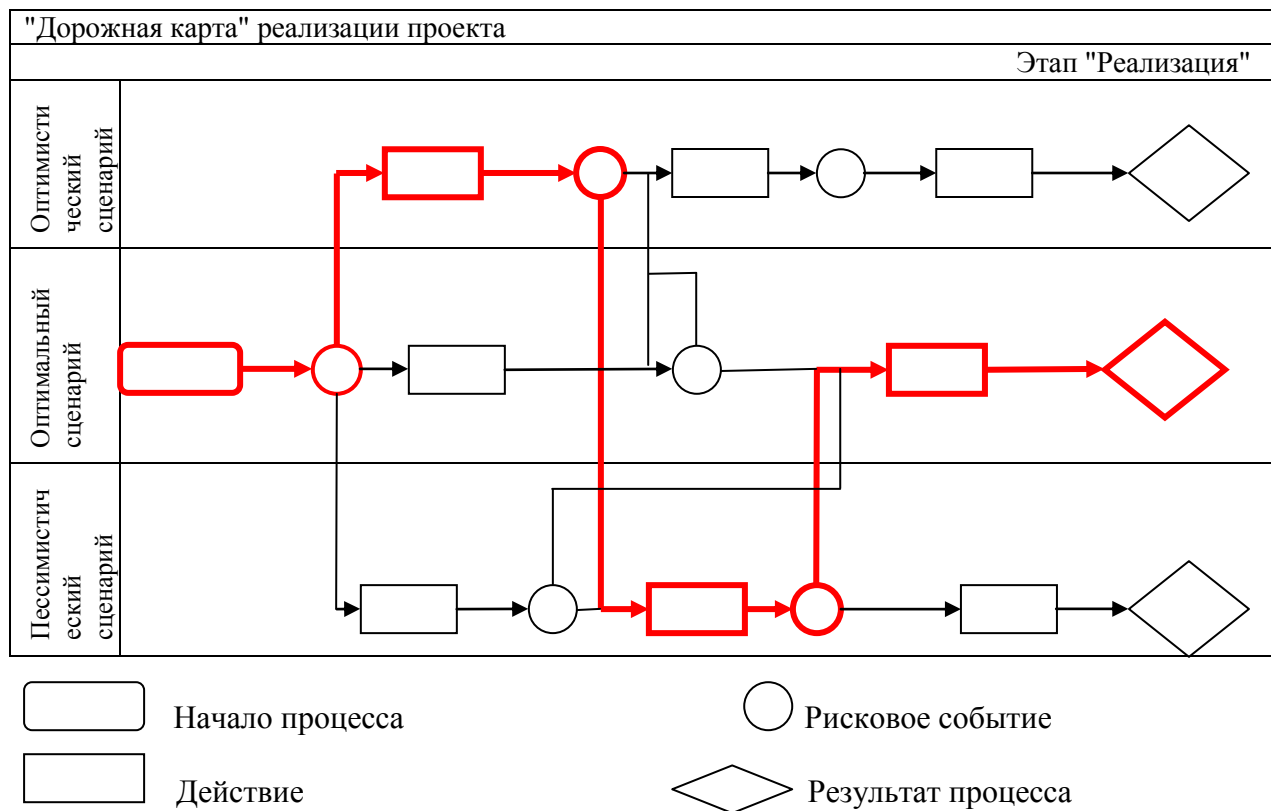 "Дорожная карта" реализации проекта
Этап "Реализация"
Оптимисти
ческий
сценарий
Оптимальный
сценарий
Пессимистич
еский
сценарий
Начало процесса
Рисковое событие
Действие
Результат процесса